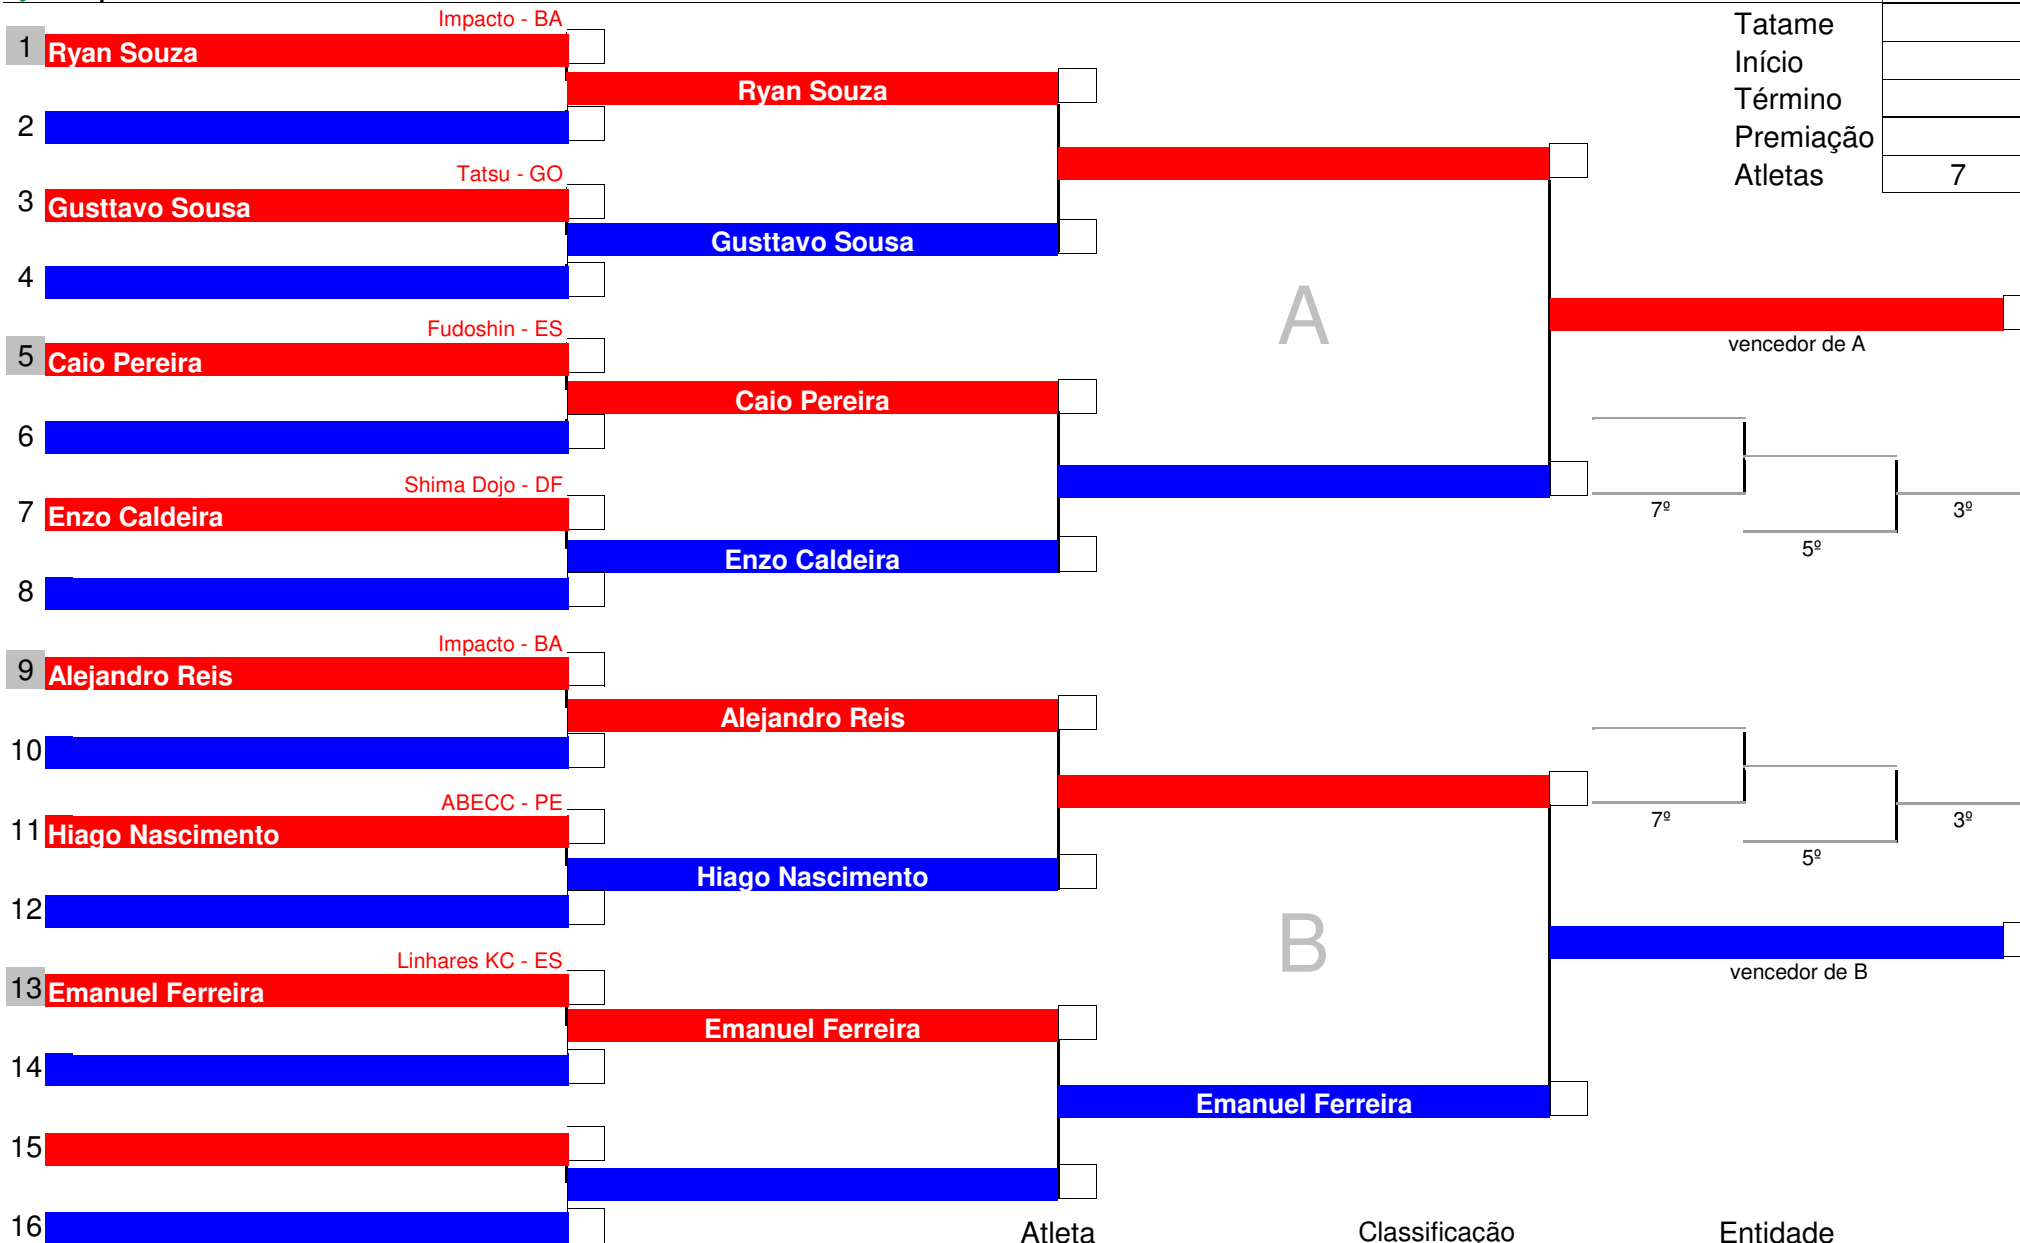 Impacto - BA
1 Ryan Souza
Ryan Souza
2
Tatsu - GO
3 Gusttavo Sousa
Gusttavo Sousa
4
Fudoshin - ES
5 Caio Pereira
Caio Pereira
6
Shima Dojo - DF
7 Enzo Caldeira
Enzo Caldeira
8
Impacto - BA
9 Alejandro Reis
Alejandro Reis
10
ABECC - PE
11 Hiago Nascimento
Hiago Nascimento
12
Linhares KC - ES
13 Emanuel Ferreira
Emanuel Ferreira
14
Emanuel Ferreira
15
16
A
B
Tatame
Início
Término
Premiação
Atletas 7
vencedor de A
7º
3º
5º
7º
3º
5º
vencedor de B
Atleta Classificação Entidade